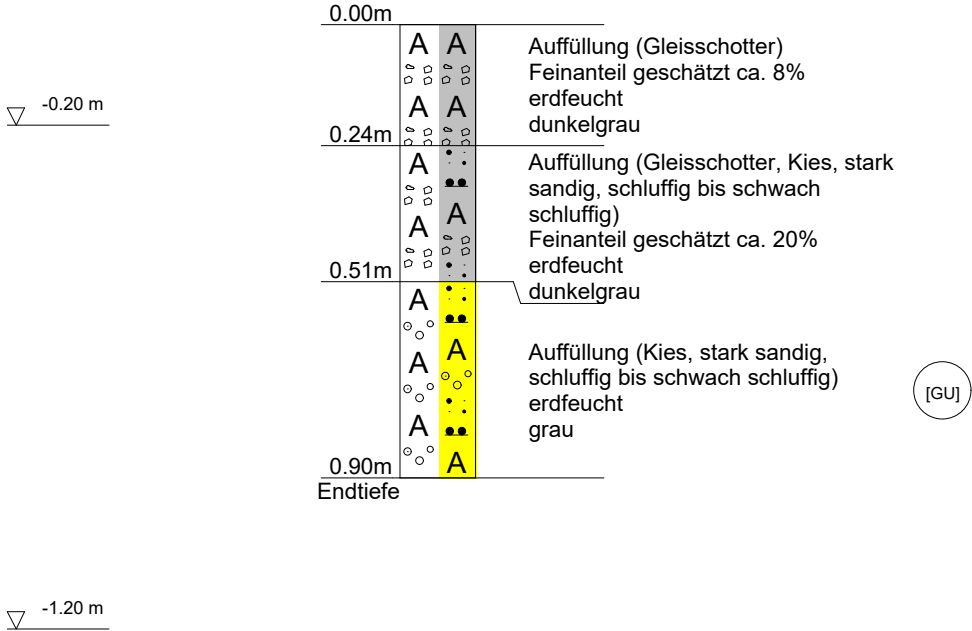 0.00m
A A
Auffüllung (Gleisschotter)
Feinanteil geschätzt ca. 8%
erdfeucht
dunkelgrau
-0.20 m
A A
0.24m
A
Auffüllung (Gleisschotter, Kies, stark
sandig, schluffig bis schwach
schluffig)
Feinanteil geschätzt ca. 20%
erdfeucht
dunkelgrau
A
A
0.51m
A
A
Auffüllung (Kies, stark sandig,
schluffig bis schwach schluffig)
erdfeucht
grau
[GU]
A
A
A
0.90m
Endtiefe
-1.20 m